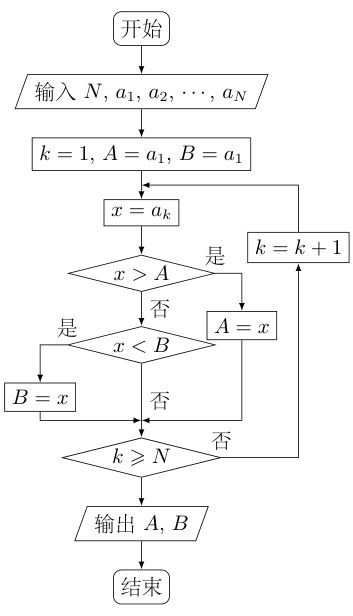 开始
输入 N, a₁, a₂, ⋯, a_N
k = 1, A = a₁, B = a₁
x = a_k
k = k + 1
x > A
是
否
A = x
x < B
是
否
B = x
k ⩾ N
否
输出 A, B
结束